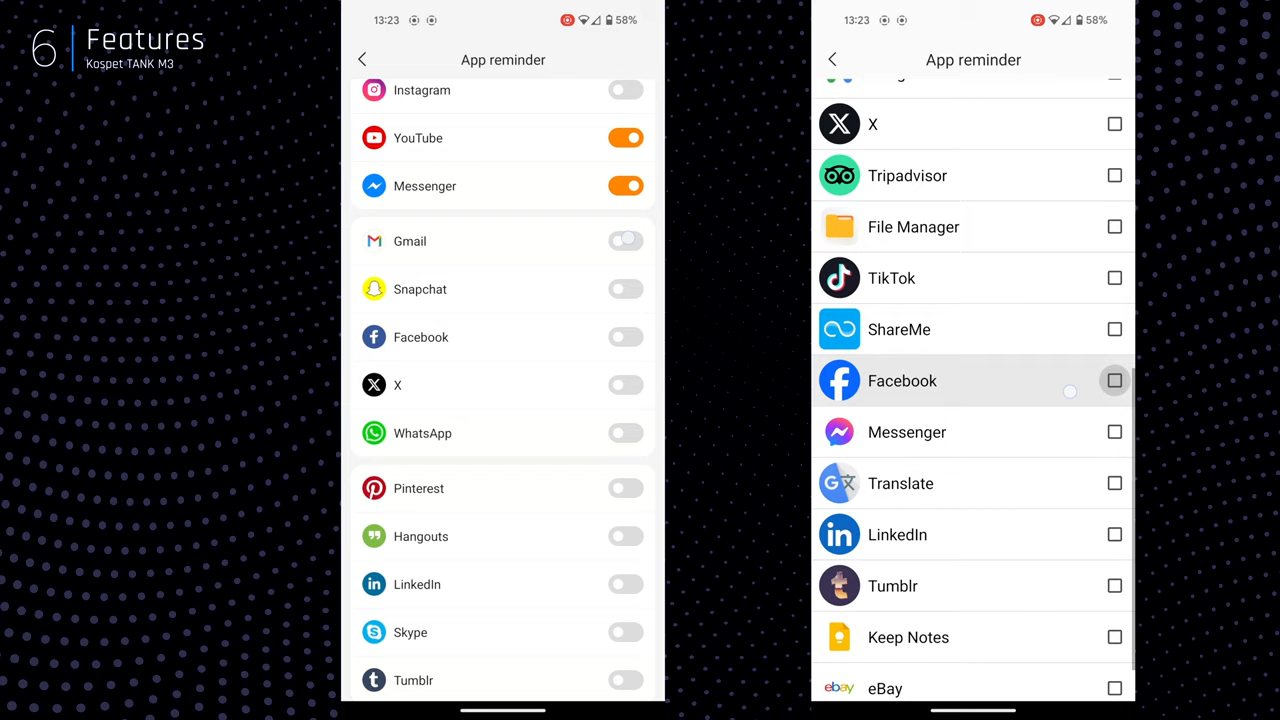 6
Features
Kospet TANK M3
13:23
58%
App reminder
Instagram
YouTube
Messenger
Gmail
Snapchat
Facebook
X
WhatsApp
Pinterest
Hangouts
LinkedIn
Skype
Tumblr
13:23
58%
App reminder
X
Tripadvisor
File Manager
TikTok
ShareMe
Facebook
Messenger
Translate
LinkedIn
Tumblr
Keep Notes
ebay eBay